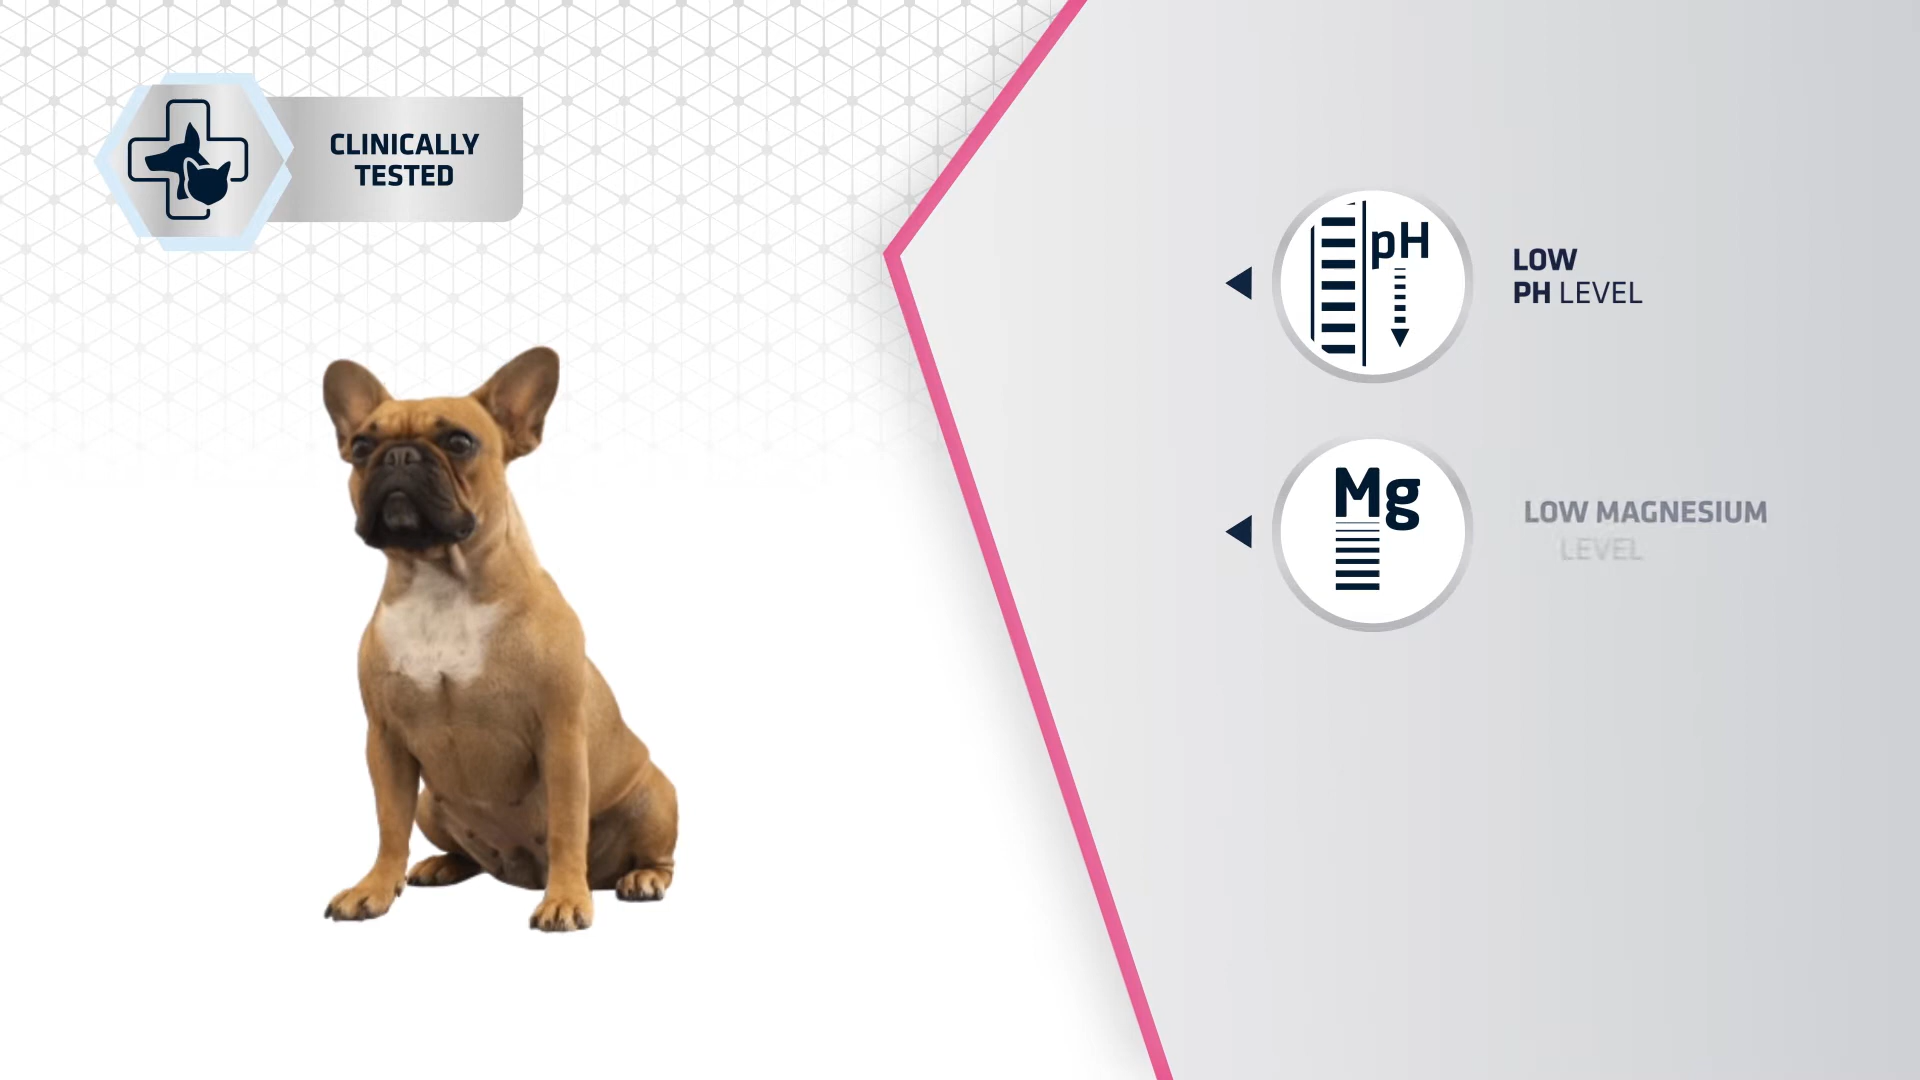 CLINICALLY
TESTED
pH
LOW
PH LEVEL
Mg
LOW MAGNESIUM
LEVEL